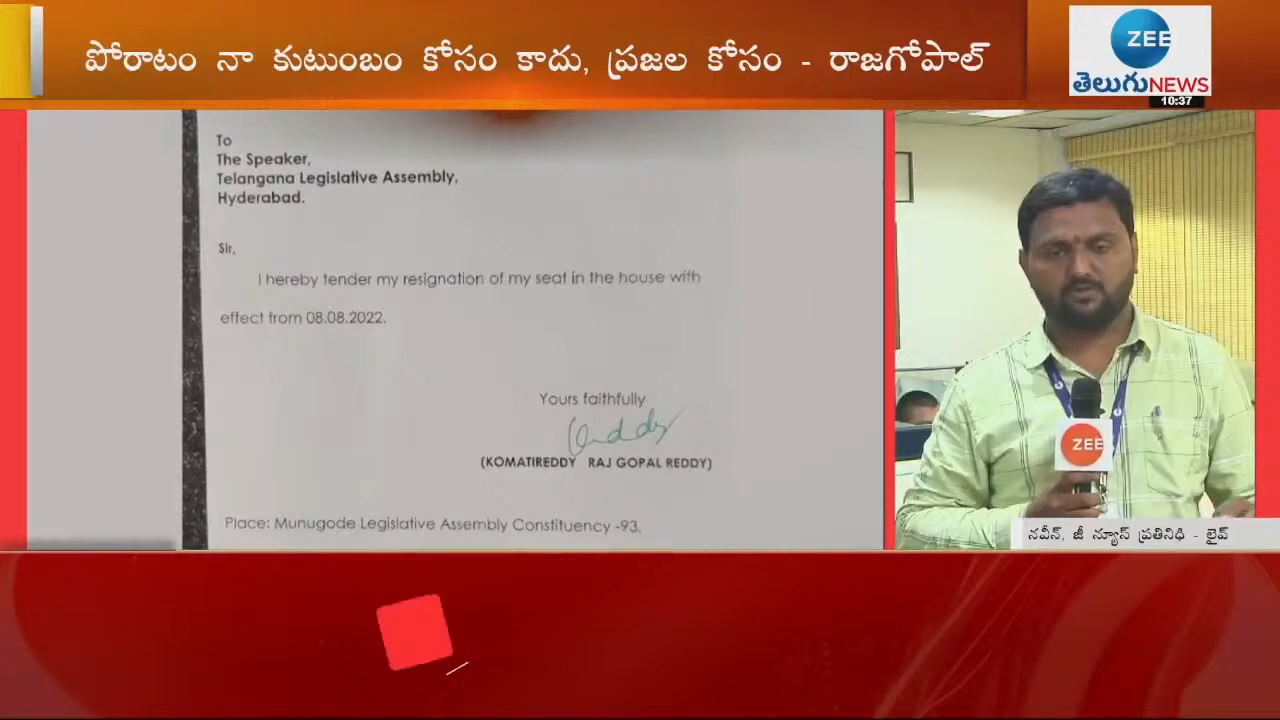 పోరాటం నా కుటుంబం కోసం కాదు, ప్రజల కోసం - రాజగోపాల్
ZEE
తెలుగు NEWS
10:37
To
The Speaker,
Telangana Legislative Assembly,
Hyderabad.
Sir,
I hereby tender my resignation of my seat in the house with
effect from 08.08.2022.
Yours faithfully
(KOMATIREDDY RAJ GOPAL REDDY)
Place: Munugode Legislative Assembly Constituency -93.
ZEE
నవీన్, జీ న్యూస్ ప్రతినిధి - లైవ్